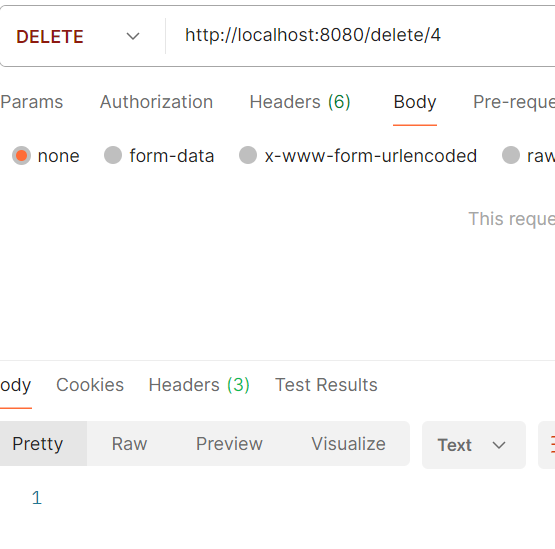 DELETE http://localhost:8080/delete/4
Params Authorization Headers (6) Body Pre-reque
none form-data x-www-form-urlencoded raw
This reque
ody Cookies Headers (3) Test Results
Pretty Raw Preview Visualize Text
1